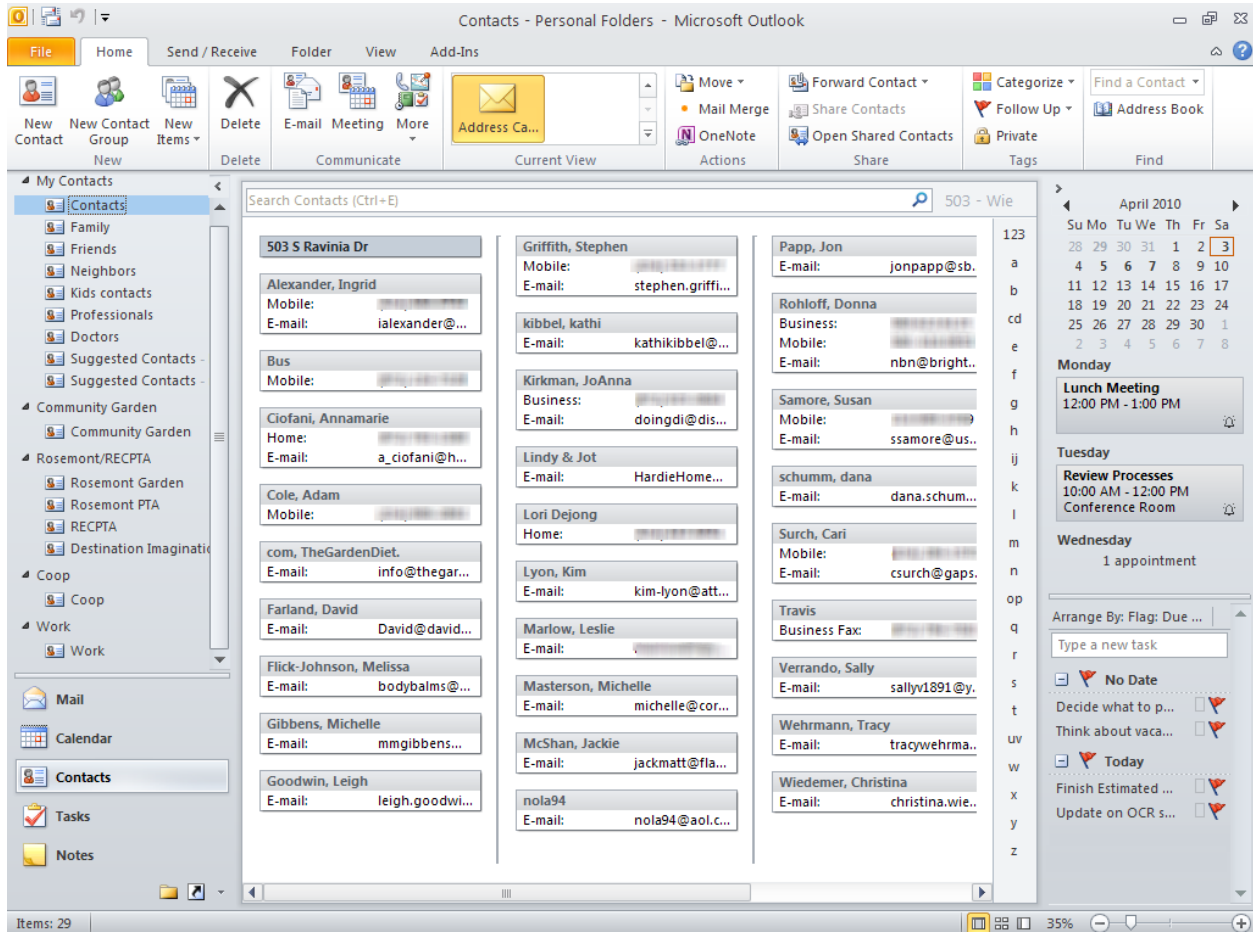 Contacts - Personal Folders - Microsoft Outlook
File Home Send / Receive Folder View Add-Ins
New Contact
New Contact Group
New Items
New
Delete
Delete
E-mail
Meeting
More
Communicate
Address Ca...
Current View
Move
Mail Merge
OneNote
Actions
Forward Contact
Share Contacts
Open Shared Contacts
Share
Categorize
Follow Up
Private
Tags
Find a Contact
Address Book
Find
My Contacts
Contacts
Family
Friends
Neighbors
Kids contacts
Professionals
Doctors
Suggested Contacts -
Suggested Contacts -
Community Garden
Community Garden
Rosemont/RECPTA
Rosemont Garden
Rosemont PTA
RECPTA
Destination Imaginatio
Coop
Coop
Work
Work
Mail
Calendar
Contacts
Tasks
Notes
Search Contacts (Ctrl+E)
503 - Wie
503 S Ravinia Dr
Alexander, Ingrid
Mobile:
E-mail: ialexander@...
Bus
Mobile:
Ciofani, Annamarie
Home:
E-mail: a_ciofani@h...
Cole, Adam
Mobile:
com, TheGardenDiet.
E-mail: info@thegar...
Farland, David
E-mail: David@david...
Flick-Johnson, Melissa
E-mail: bodybalms@...
Gibbens, Michelle
E-mail: mmgibbens...
Goodwin, Leigh
E-mail: leigh.goodwi...
Griffith, Stephen
Mobile:
E-mail: stephen.griffi...
kibbel, kathi
E-mail: kathikibbel@...
Kirkman, JoAnna
Business:
E-mail: doingdi@dis...
Lindy & Jot
E-mail: HardieHome...
Lori Dejong
Home:
Lyon, Kim
E-mail: kim-lyon@att...
Marlow, Leslie
E-mail:
Masterson, Michelle
E-mail: michelle@cor...
McShan, Jackie
E-mail: jackmatt@fla...
nola94
E-mail: nola94@aol.c...
Papp, Jon
E-mail: jonpapp@sb.
Rohloff, Donna
Business:
Mobile:
E-mail: nbn@bright..
Samore, Susan
Mobile:
E-mail: ssamore@us..
schumm, dana
E-mail: dana.schum...
Surch, Cari
Mobile:
E-mail: csurch@gaps.
Travis
Business Fax:
Verrando, Sally
E-mail: sallyv1891@y.
Wehrmann, Tracy
E-mail: tracywehrma..
Wiedemer, Christina
E-mail: christina.wie..
123
a
b
cd
e
f
g
h
ij
k
l
m
n
op
q
r
s
t
uv
w
x
y
z
April 2010
Su Mo Tu We Th Fr Sa
28 29 30 31 1 2 3
4 5 6 7 8 9 10
11 12 13 14 15 16 17
18 19 20 21 22 23 24
25 26 27 28 29 30 1
2 3 4 5 6 7 8
Monday
Lunch Meeting
12:00 PM - 1:00 PM
Tuesday
Review Processes
10:00 AM - 12:00 PM
Conference Room
Wednesday
1 appointment
Arrange By: Flag: Due ...
Type a new task
No Date
Decide what to p...
Think about vaca...
Today
Finish Estimated ...
Update on OCR s...
Items: 29
35%